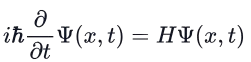 iℏ ∂/∂t Ψ(x, t) = HΨ(x, t)